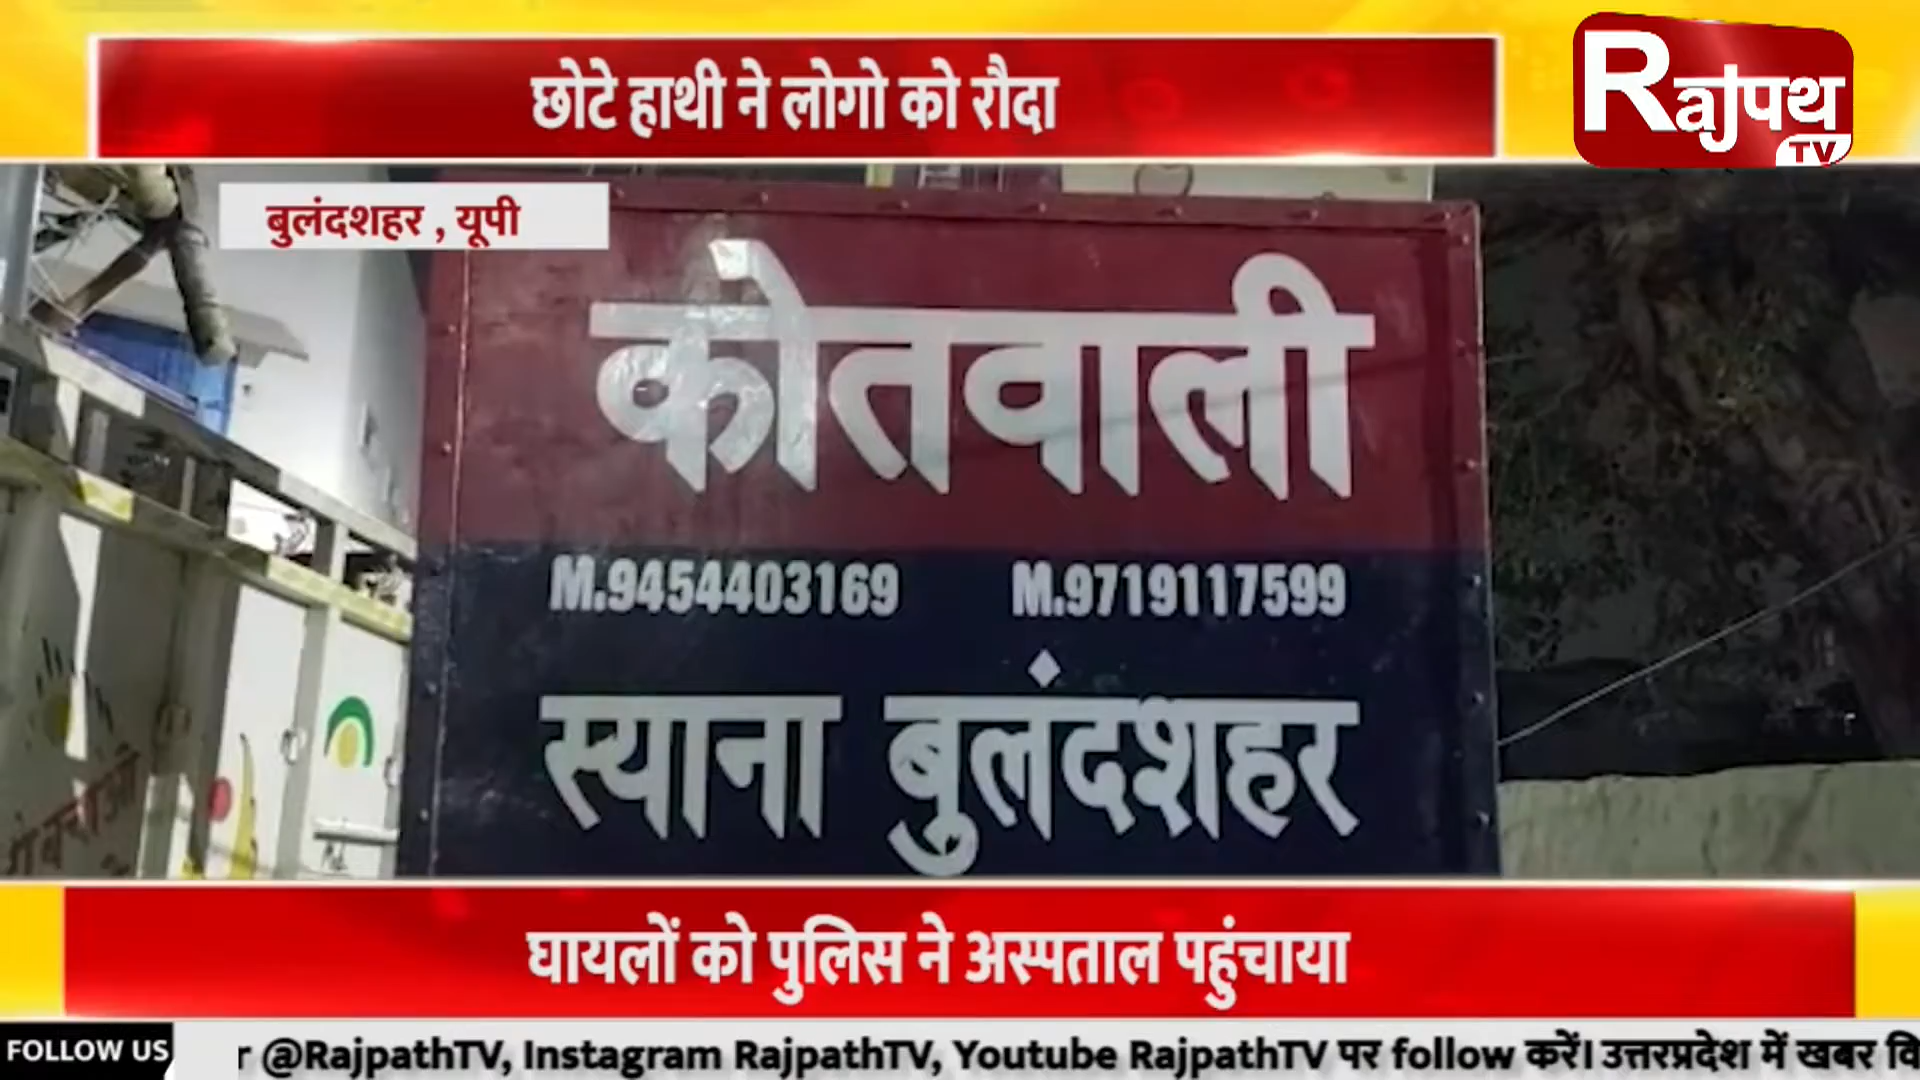 छोटे हाथी ने लोगो को रौदा
Rajpथ
TV
बुलंदशहर , यूपी
कोतवाली
M.9454403169 M.9719117599
स्याना बुलंदशहर
घायलों को पुलिस ने अस्पताल पहुंचाया
FOLLOW US r @RajpathTV, Instagram RajpathTV, Youtube RajpathTV पर follow करें। उत्तरप्रदेश में खबर वि